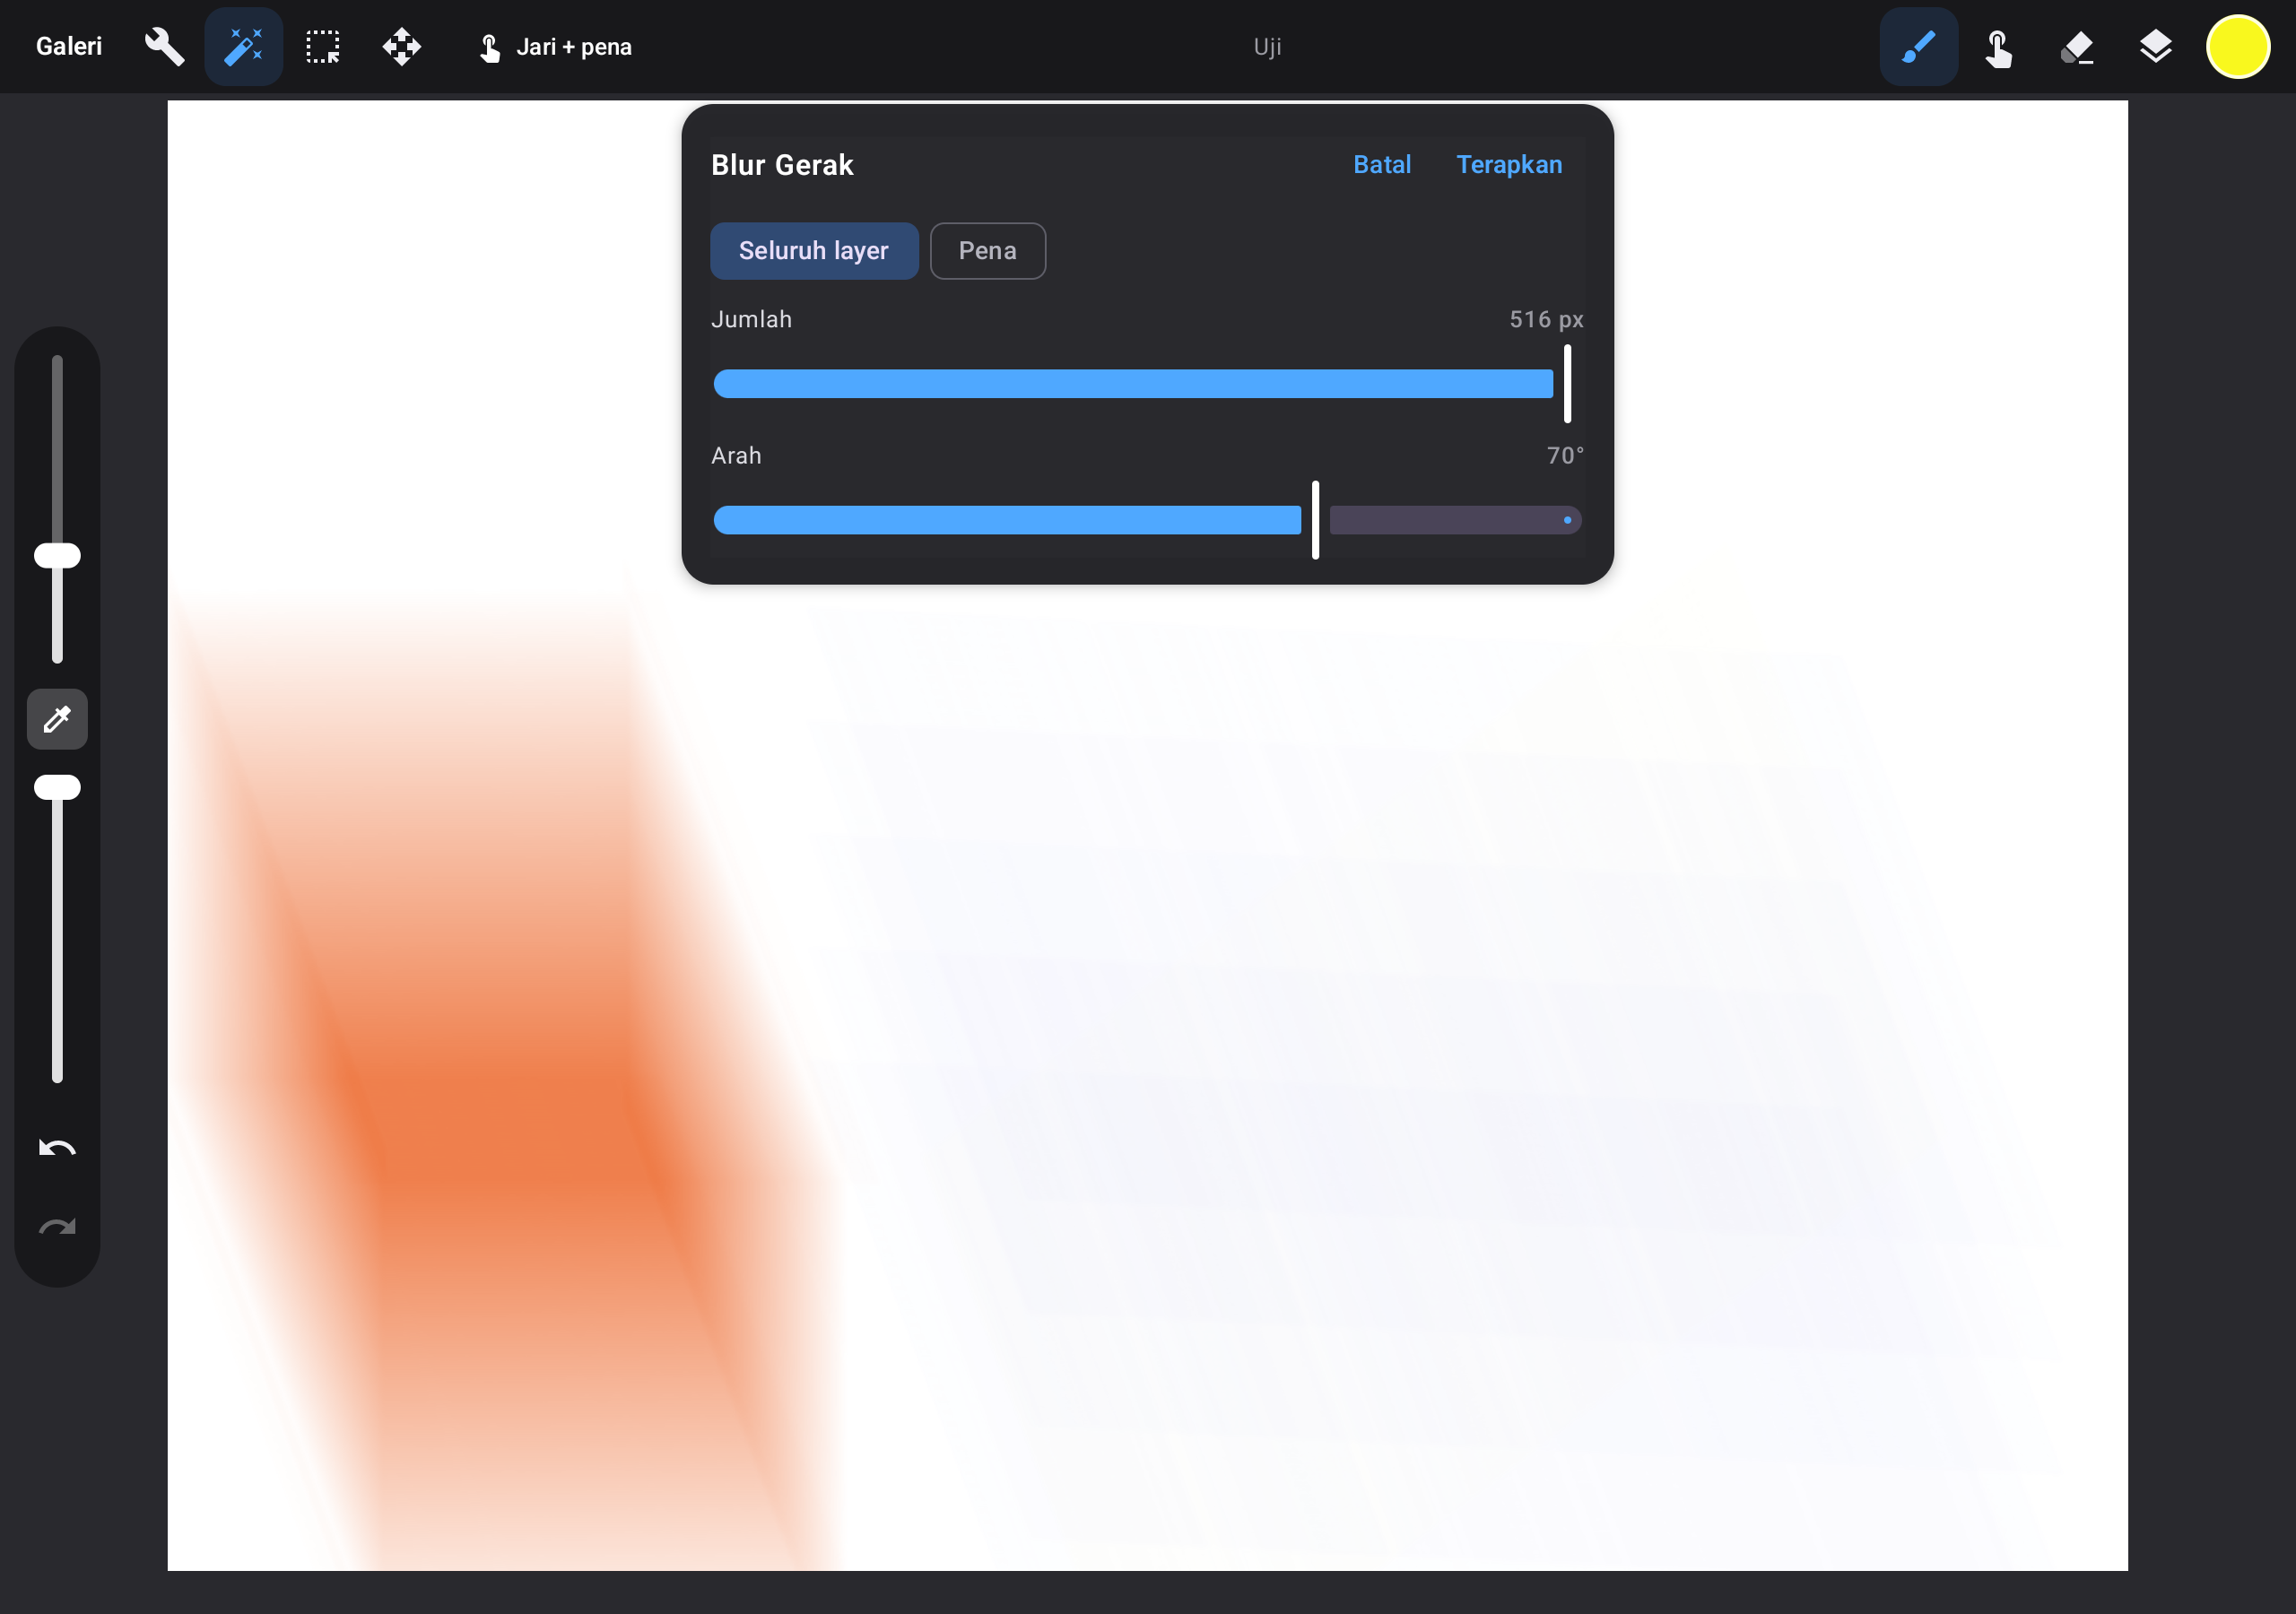 Galeri
Jari + pena
Uji
Blur Gerak
Batal
Terapkan
Seluruh layer
Pena
Jumlah
516 px
Arah
70°